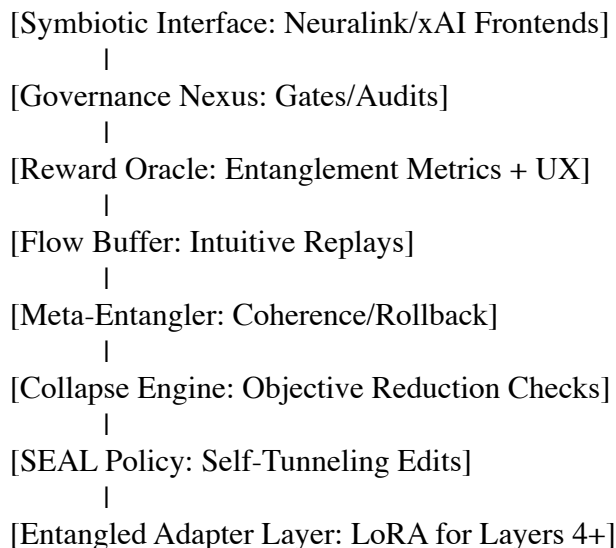 [Symbiotic Interface: Neuralink/xAI Frontends]
|
[Governance Nexus: Gates/Audits]
|
[Reward Oracle: Entanglement Metrics + UX]
|
[Flow Buffer: Intuitive Replays]
|
[Meta-Entangler: Coherence/Rollback]
|
[Collapse Engine: Objective Reduction Checks]
|
[SEAL Policy: Self-Tunneling Edits]
|
[Entangled Adapter Layer: LoRA for Layers 4+]